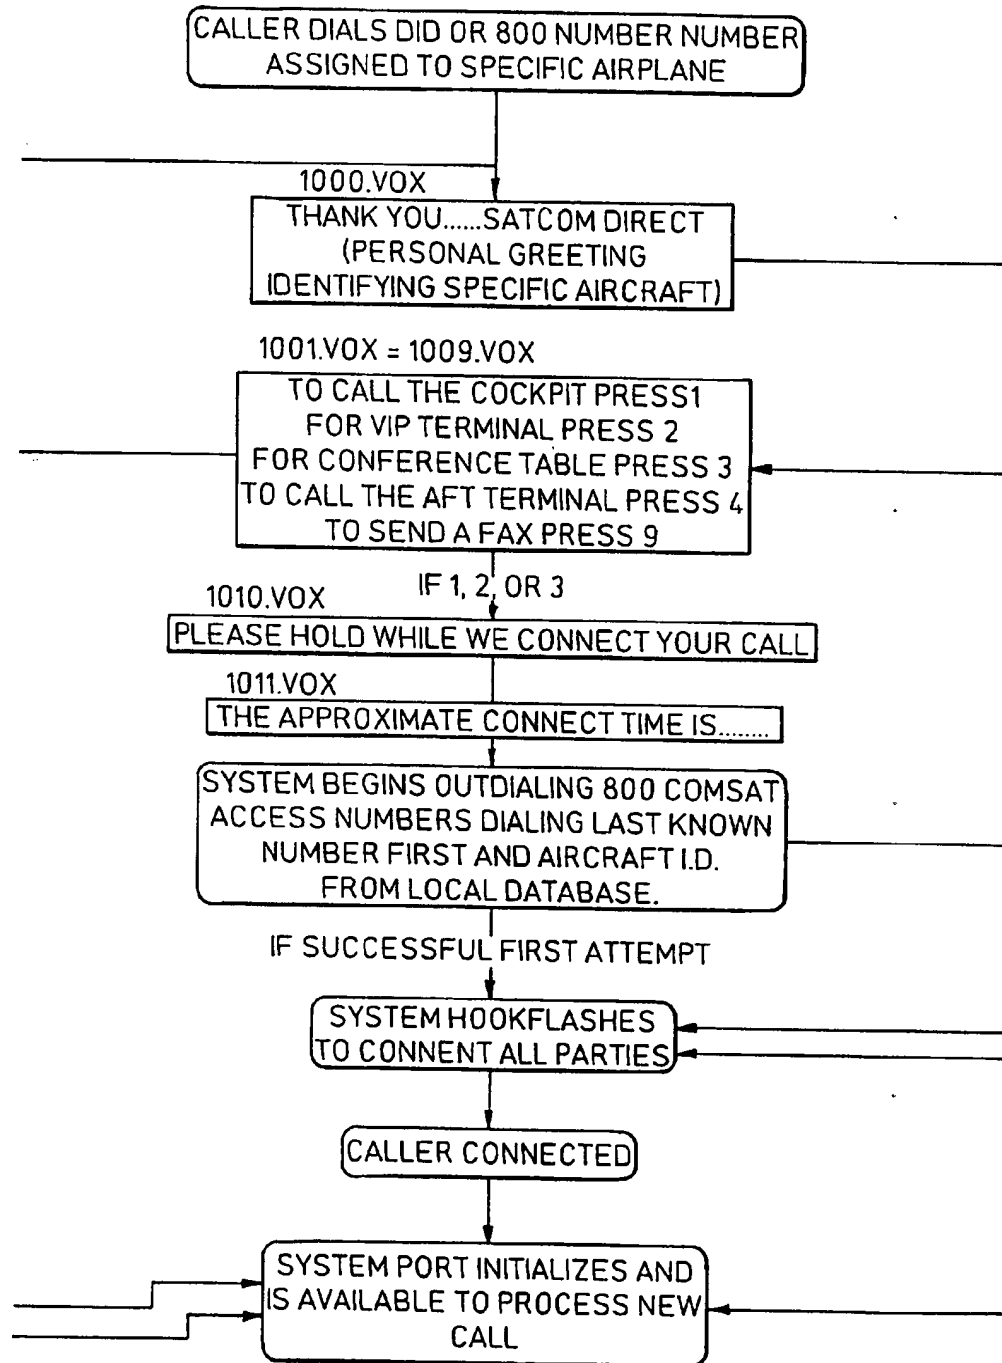 CALLER DIALS DID OR 800 NUMBER NUMBER
ASSIGNED TO SPECIFIC AIRPLANE
1000.VOX
THANK YOU......SATCOM DIRECT
(PERSONAL GREETING
IDENTIFYING SPECIFIC AIRCRAFT)
1001.VOX = 1009.VOX
TO CALL THE COCKPIT PRESS1
FOR VIP TERMINAL PRESS 2
FOR CONFERENCE TABLE PRESS 3
TO CALL THE AFT TERMINAL PRESS 4
TO SEND A FAX PRESS 9
IF 1, 2, OR 3
1010.VOX
PLEASE HOLD WHILE WE CONNECT YOUR CALL
1011.VOX
THE APPROXIMATE CONNECT TIME IS........
SYSTEM BEGINS OUTDIALING 800 COMSAT
ACCESS NUMBERS DIALING LAST KNOWN
NUMBER FIRST AND AIRCRAFT I.D.
FROM LOCAL DATABASE.
IF SUCCESSFUL FIRST ATTEMPT
SYSTEM HOOKFLASHES
TO CONNENT ALL PARTIES
CALLER CONNECTED
SYSTEM PORT INITIALIZES AND
IS AVAILABLE TO PROCESS NEW
CALL